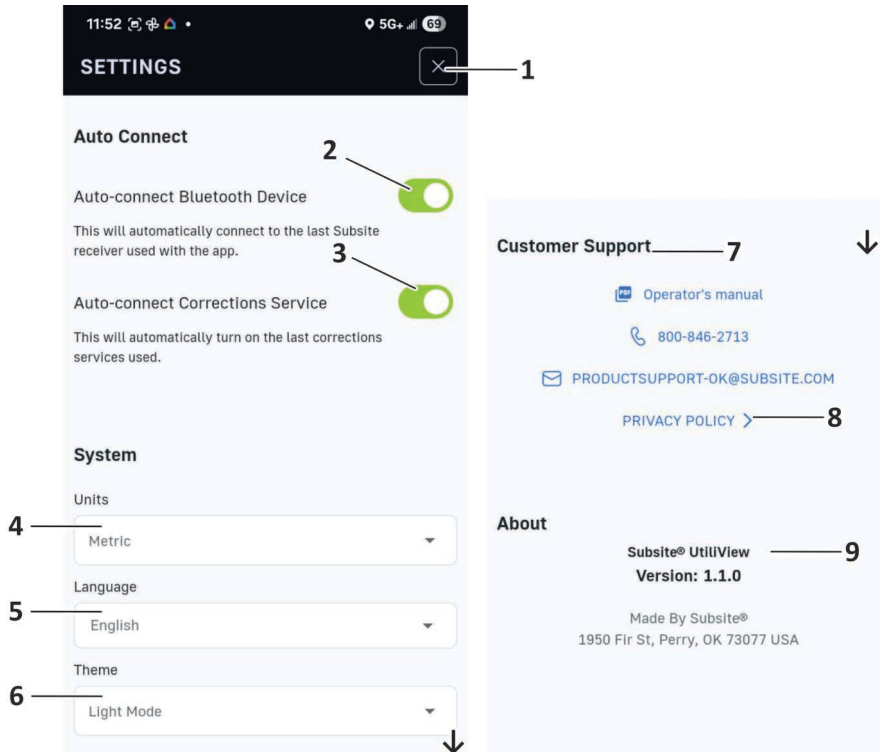 11:52
5G+
69
SETTINGS
1
Auto Connect
2
Auto-connect Bluetooth Device
This will automatically connect to the last Subsite
receiver used with the app.
3
Auto-connect Corrections Service
This will automatically turn on the last corrections
services used.
System
Units
4
Metric
Language
5
English
Theme
6
Light Mode
Customer Support
7
PDF
Operator's manual
800-846-2713
PRODUCTSUPPORT-OK@SUBSITE.COM
PRIVACY POLICY
8
About
Subsite® UtiliView
9
Version: 1.1.0
Made By Subsite®
1950 Fir St, Perry, OK 73077 USA